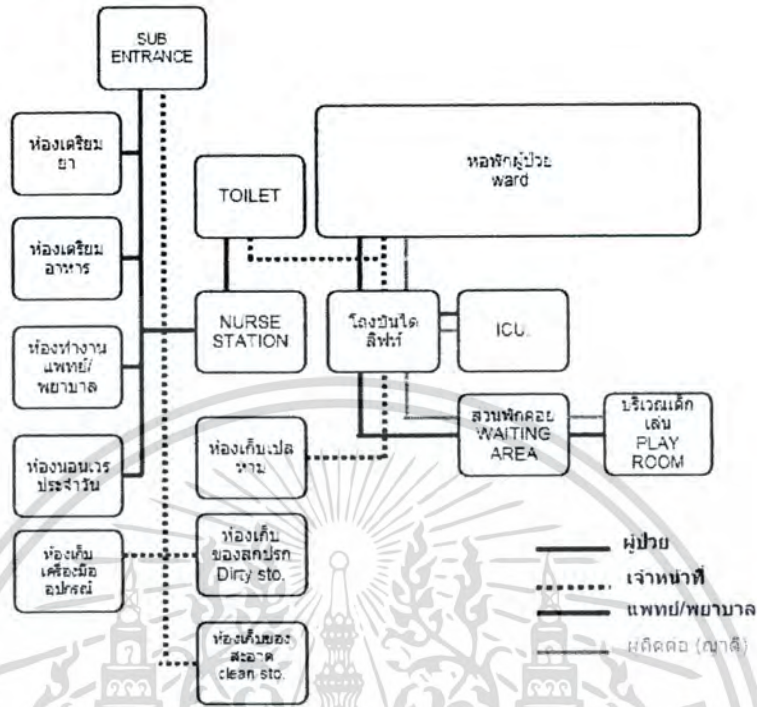 SUB
ENTRANCE
ห้องเตรียม
ยา
หอพักผู้ป่วย
ward
TOILET
ห้องเตรียม
อาหาร
NURSE
STATION
โถงบันได
ลิฟท์
ICU.
ห้องทำงาน
แพทย์/
พยาบาล
ส่วนพักคอย
WAITING
AREA
บริเวณเด็ก
เล่น
PLAY
ROOM
ห้องนอนเวร
ประจำวัน
ห้องเก็บเปล
หาม
ห้องเก็บ
เครื่องมือ
อุปกรณ์
ห้องเก็บ
ของสกปรก
Dirty sto.
ห้องเก็บของ
สะอาด
clean sto.
ผู้ป่วย
เจ้าหน้าที่
แพทย์/พยาบาล
ผู้ติดต่อ (ญาติ)